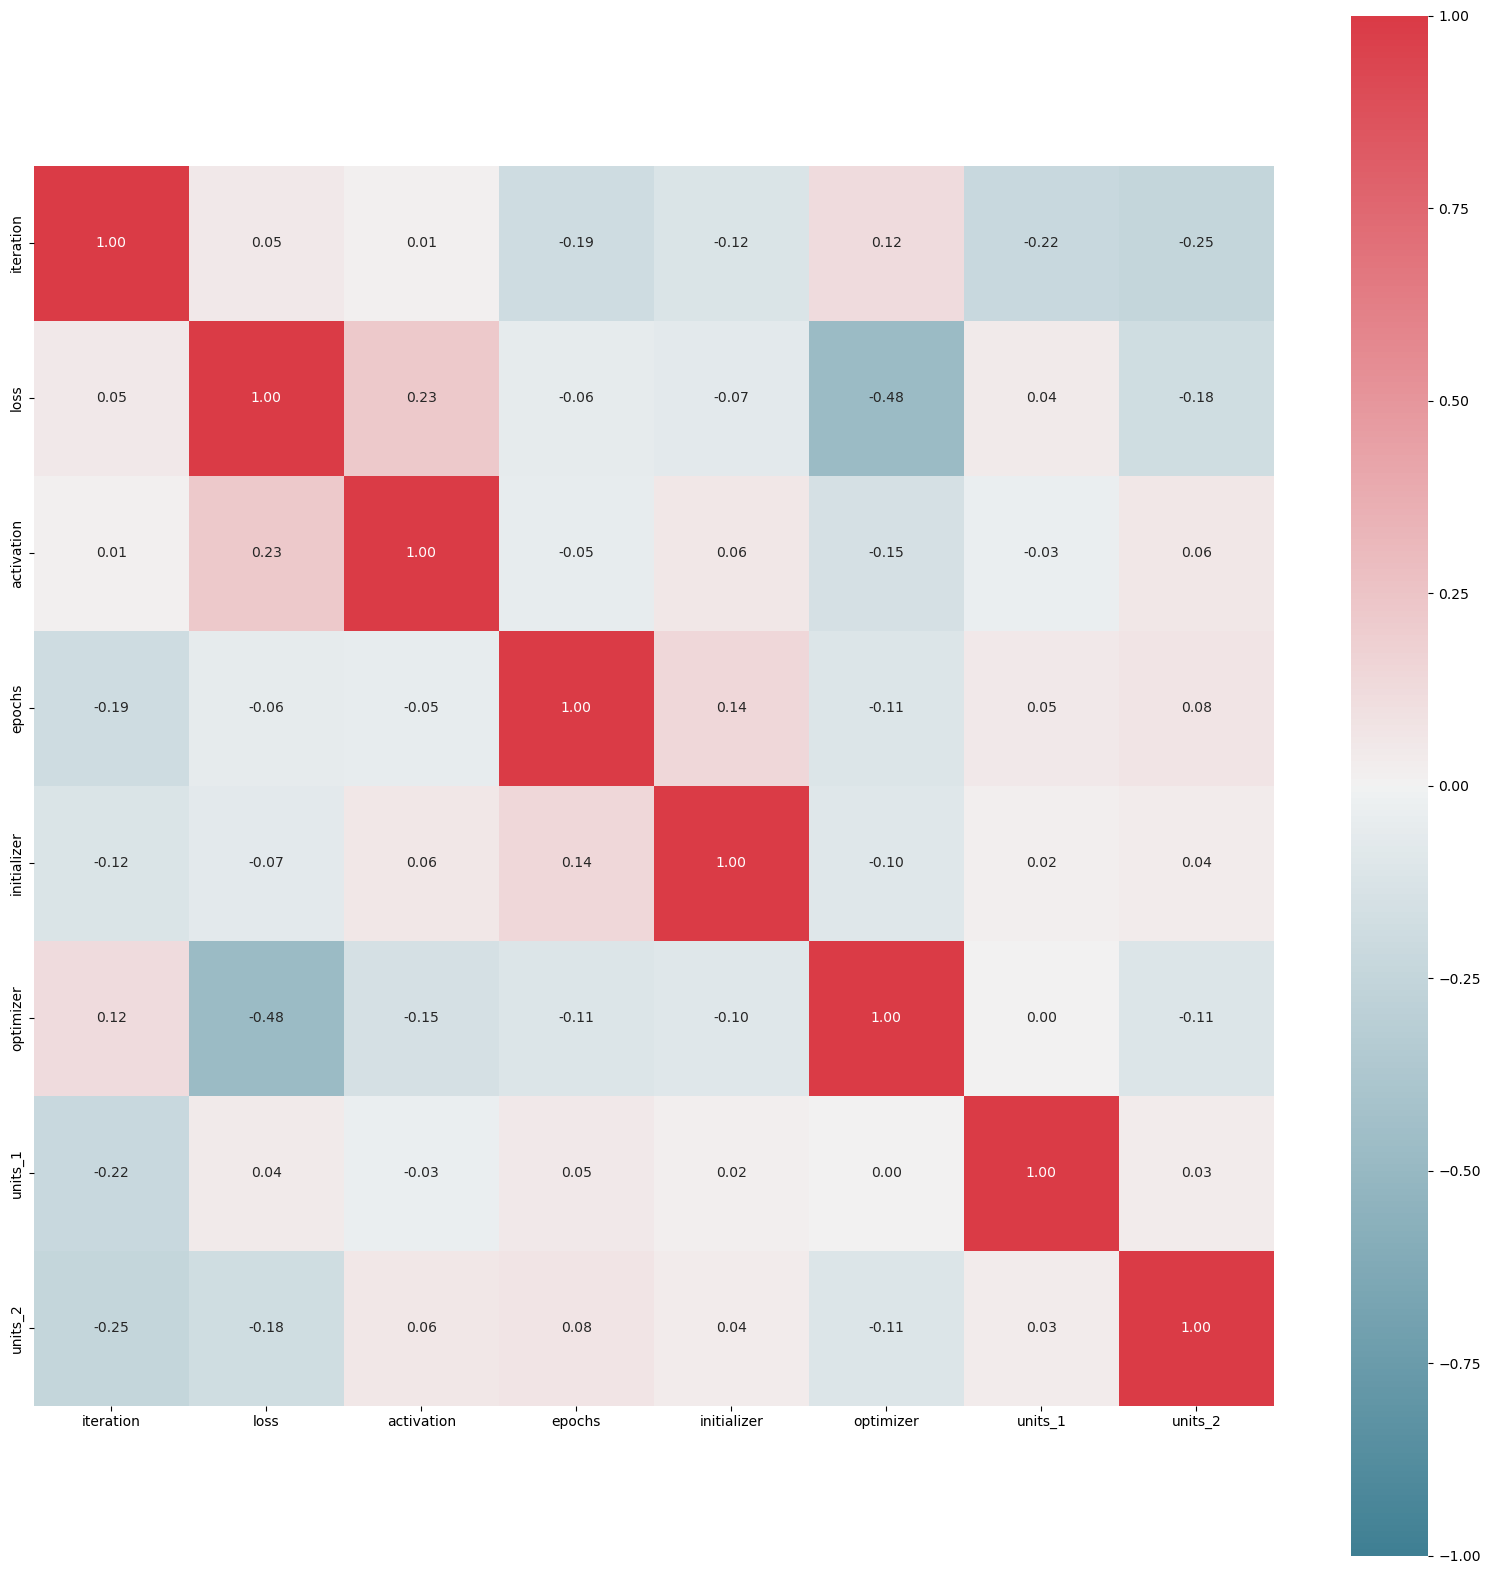 1.00
iteration 1.00 0.05 0.01 -0.19 -0.12 0.12 -0.22 -0.25
0.75
loss 0.05 1.00 0.23 -0.06 -0.07 -0.48 0.04 -0.18
0.50
activation 0.01 0.23 1.00 -0.05 0.06 -0.15 -0.03 0.06
0.25
epochs -0.19 -0.06 -0.05 1.00 0.14 -0.11 0.05 0.08
0.00
initializer -0.12 -0.07 0.06 0.14 1.00 -0.10 0.02 0.04
−0.25
optimizer 0.12 -0.48 -0.15 -0.11 -0.10 1.00 0.00 -0.11
−0.50
units_1 -0.22 0.04 -0.03 0.05 0.02 0.00 1.00 0.03
units_2 -0.25 -0.18 0.06 0.08 0.04 -0.11 0.03 1.00
−0.75
iteration loss activation epochs initializer optimizer units_1 units_2
−1.00